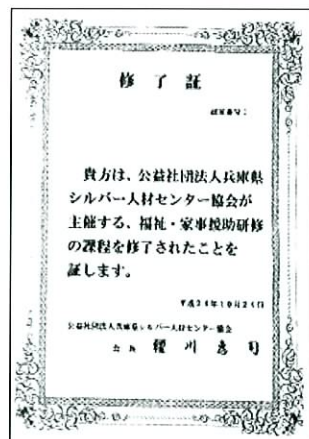 修了証
貴方は、公益社団法人兵庫県
シルバー人材センター協会が
主催する、福祉・家事援助研修
の課程を修了されたことを
証します。
公益社団法人兵庫県シルバー人材センター協会